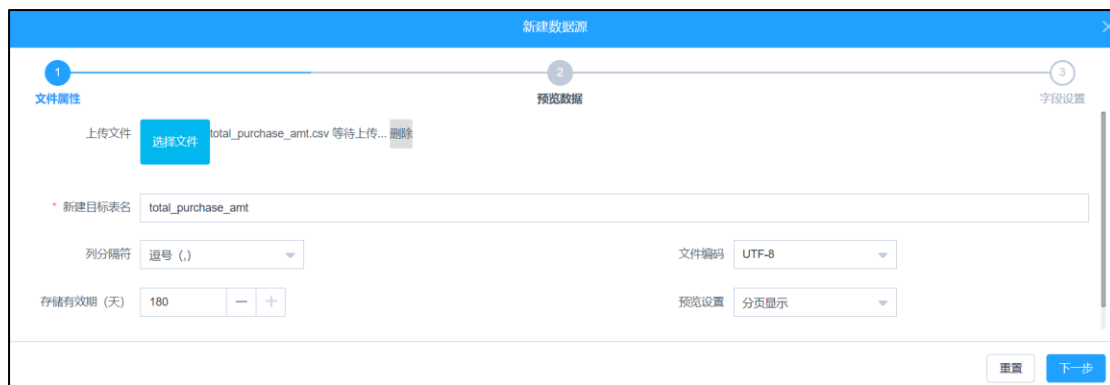 新建数据源
1 2 3
文件属性 预览数据 字段设置
上传文件 选择文件 total_purchase_amt.csv 等待上传... 删除
* 新建目标表名 total_purchase_amt
列分隔符 逗号 (,) 文件编码 UTF-8
存储有效期（天） 180 — + 预览设置 分页显示
重置 下一步